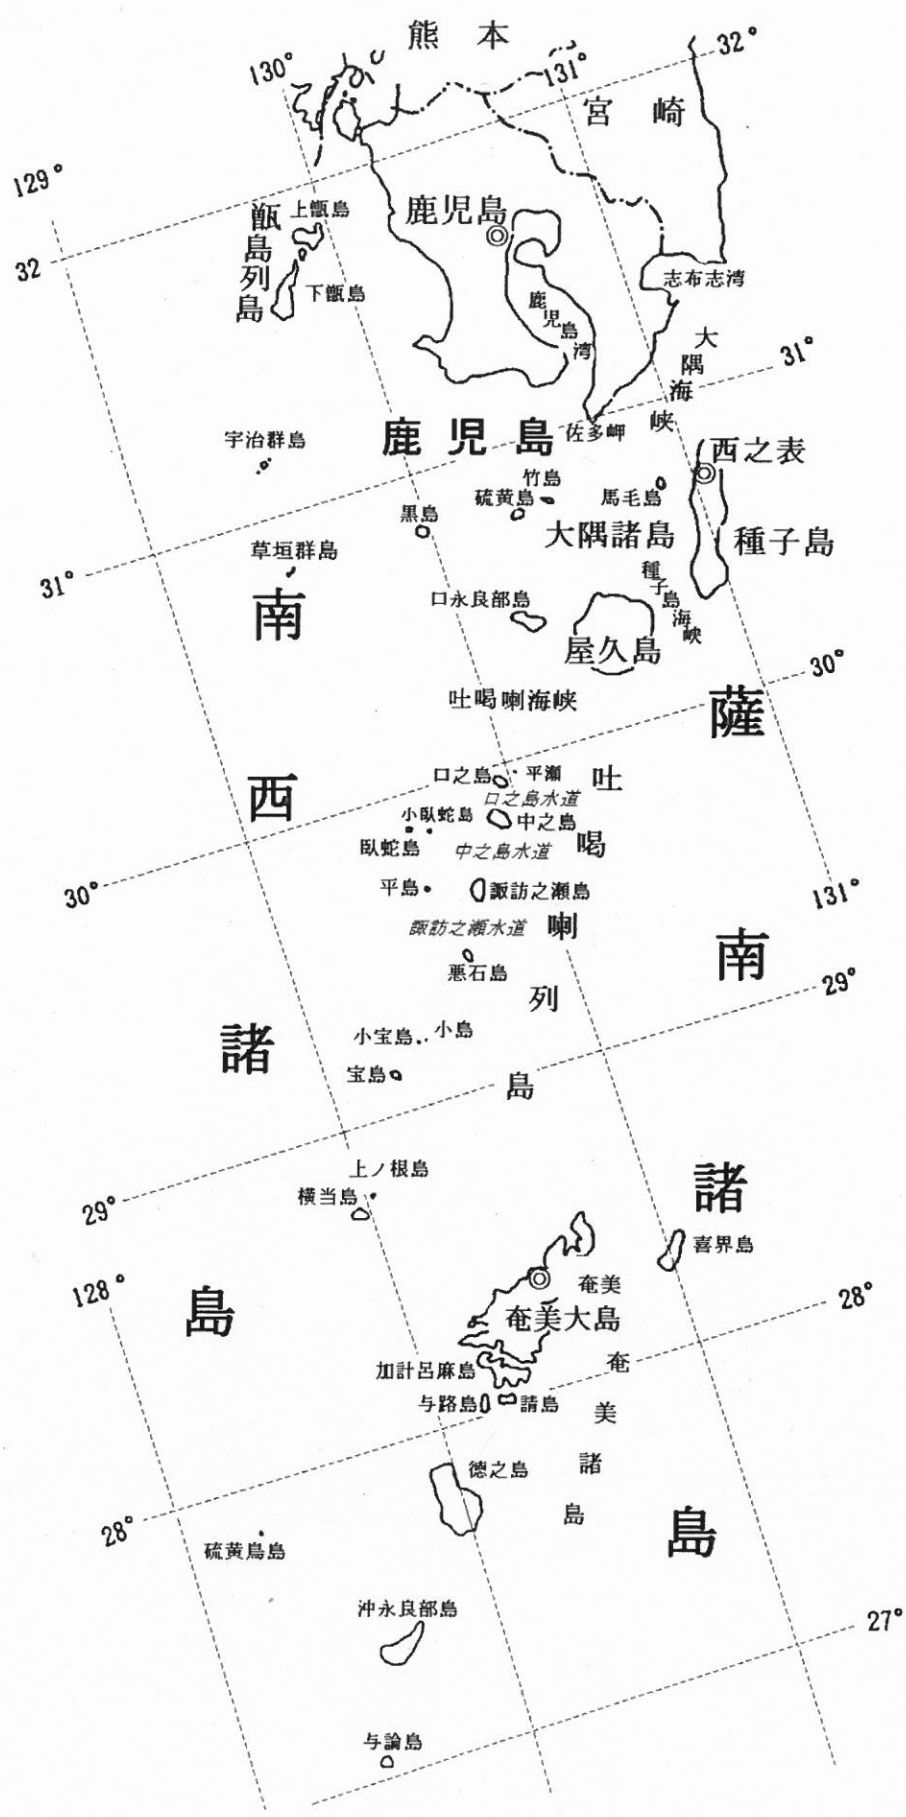 熊本
32°
130°
131°
宮崎
129°
鹿児島
上甑島
甑島列島
32
志布志湾
下甑島
鹿児島湾
大隅海峡
31°
鹿児島
佐多岬
宇治群島
西之表
竹島
硫黄島
馬毛島
黒島
大隅諸島
種子島
草垣群島
31°
種子島海峡
口永良部島
屋久島
30°
吐喝喇海峡
口之島
平瀬
口之島水道
小臥蛇島
中之島
臥蛇島
中之島水道
30°
平島
諏訪之瀬島
131°
諏訪之瀬水道
悪石島
29°
吐喝喇列島
小宝島
小島
宝島
上ノ根島
横当島
29°
喜界島
128°
奄美
28°
奄美大島
加計呂麻島
与路島
請島
奄美諸島
徳之島
28°
硫黄鳥島
沖永良部島
27°
与論島
南西諸島
薩南諸島